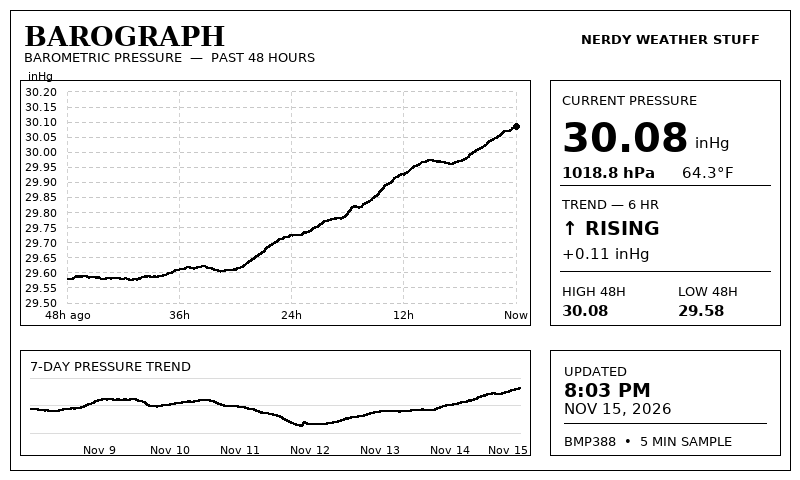 BAROGRAPH
BAROMETRIC PRESSURE — PAST 48 HOURS
NERDY WEATHER STUFF
inHg
30.20
30.15
30.10
30.05
30.00
29.95
29.90
29.85
29.80
29.75
29.70
29.65
29.60
29.55
29.50
48h ago 36h 24h 12h Now
CURRENT PRESSURE
30.08 inHg
1018.8 hPa 64.3°F
TREND — 6 HR
↑ RISING
+0.11 inHg
HIGH 48H LOW 48H
30.08 29.58
7-DAY PRESSURE TREND
Nov 9 Nov 10 Nov 11 Nov 12 Nov 13 Nov 14 Nov 15
UPDATED
8:03 PM
NOV 15, 2026
BMP388 • 5 MIN SAMPLE